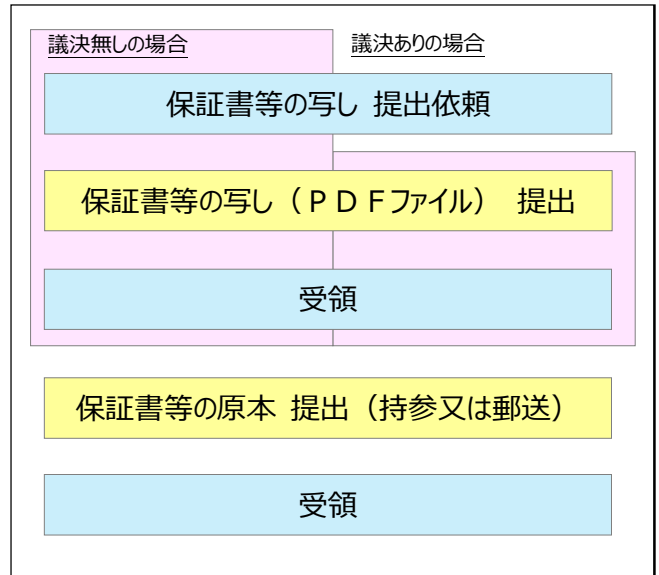 議決無しの場合
議決ありの場合
保証書等の写し 提出依頼
保証書等の写し（ＰＤＦファイル） 提出
受領
保証書等の原本 提出（持参又は郵送）
受領